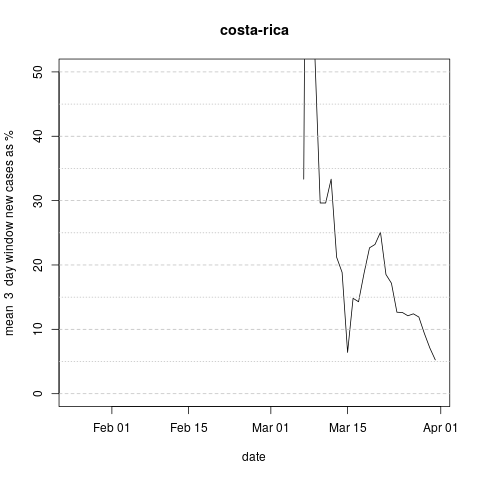 costa-rica
mean  3  day window new cases as %
50
40
30
20
10
0
Feb 01
Feb 15
Mar 01
Mar 15
Apr 01
date